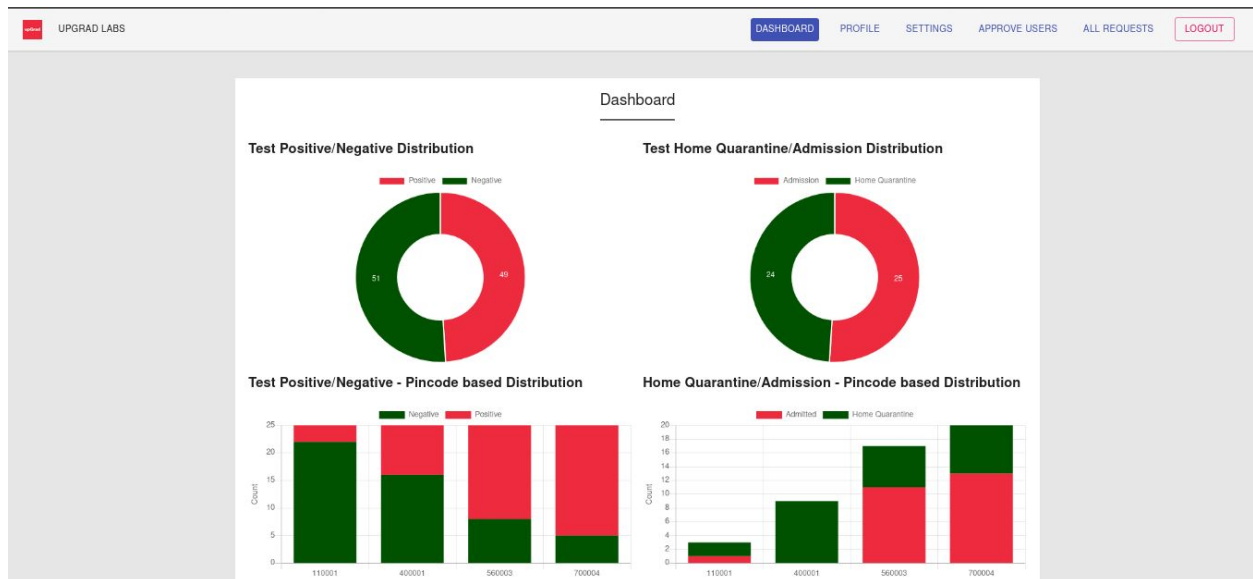 upGrad UPGRAD LABS DASHBOARD PROFILE SETTINGS APPROVE USERS ALL REQUESTS LOGOUT
Dashboard
Test Positive/Negative Distribution
Positive Negative
51 49
Test Home Quarantine/Admission Distribution
Admission Home Quarantine
24 25
Test Positive/Negative - Pincode based Distribution
Negative Positive
25
20
15
10
5
0
Count
110001 400001 560003 700004
Home Quarantine/Admission - Pincode based Distribution
Admitted Home Quarantine
20
18
16
14
12
10
8
6
4
2
0
Count
110001 400001 560003 700004